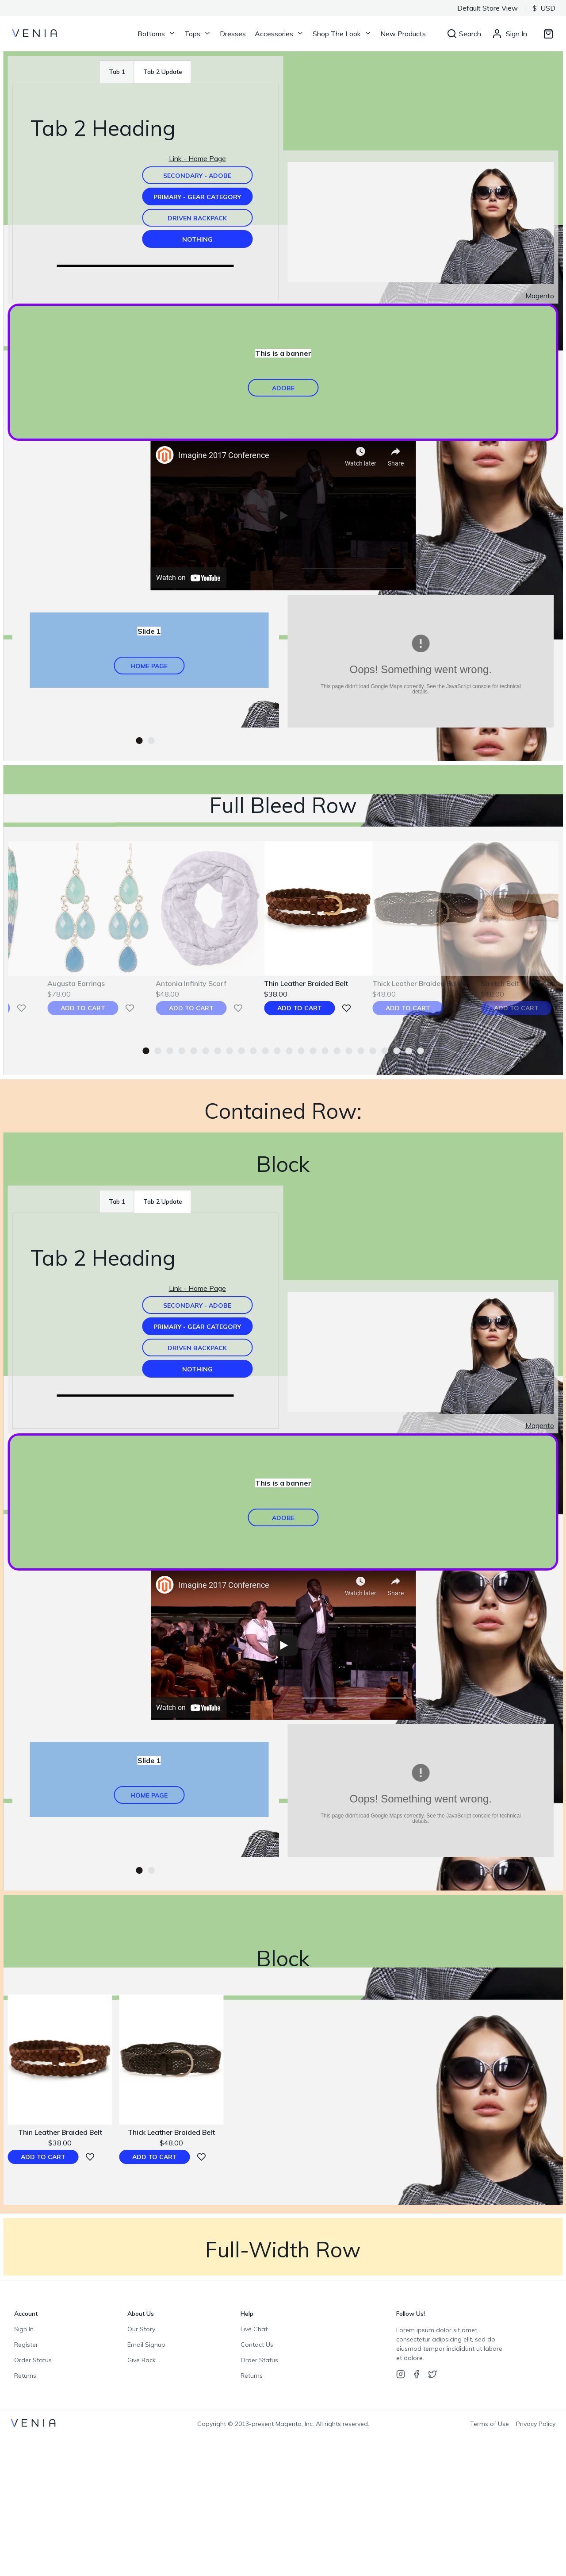 Default Store View $ USD
VENIA Bottoms Tops Dresses Accessories Shop The Look New Products Search Sign In
Tab 1 Tab 2 Update
Tab 2 Heading
Link - Home Page
SECONDARY - ADOBE
PRIMARY - GEAR CATEGORY
DRIVEN BACKPACK
NOTHING
Magento
This is a banner
ADOBE
Imagine 2017 Conference
Watch later Share
Watch on YouTube
Slide 1
HOME PAGE
Oops! Something went wrong.
This page didn't load Google Maps correctly. See the JavaScript console for technical
details.
Full Bleed Row
Augusta Earrings
$78.00
ADD TO CART
Antonia Infinity Scarf
$48.00
ADD TO CART
Thin Leather Braided Belt
$38.00
ADD TO CART
Thick Leather Braided
$48.00
ADD TO CART
ADD TO CART
Contained Row:
Block
Tab 1 Tab 2 Update
Tab 2 Heading
Link - Home Page
SECONDARY - ADOBE
PRIMARY - GEAR CATEGORY
DRIVEN BACKPACK
NOTHING
Magento
This is a banner
ADOBE
Imagine 2017 Conference
Watch later Share
Watch on YouTube
Slide 1
HOME PAGE
Oops! Something went wrong.
This page didn't load Google Maps correctly. See the JavaScript console for technical
details.
Block
Thin Leather Braided Belt
$38.00
ADD TO CART
Thick Leather Braided Belt
$48.00
ADD TO CART
Full-Width Row
Account
Sign In
Register
Order Status
Returns
About Us
Our Story
Email Signup
Give Back
Help
Live Chat
Contact Us
Order Status
Returns
Follow Us!
Lorem ipsum dolor sit amet,
consectetur adipsicing elit, sed do
eiusmod tempor incididunt ut labore
et dolore.
VENIA Copyright © 2013-present Magento, Inc. All rights reserved. Terms of Use Privacy Policy